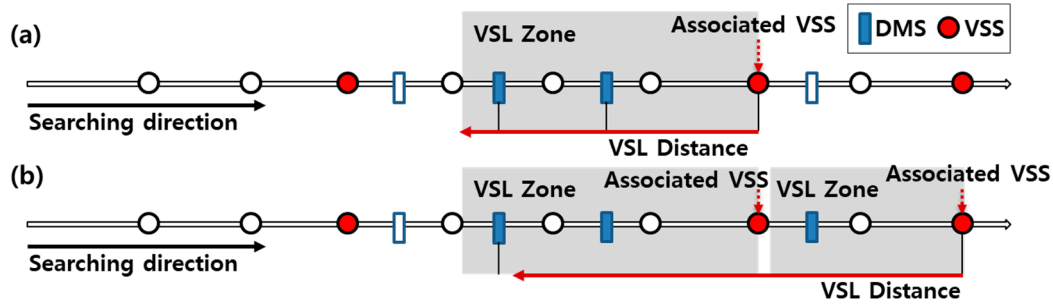 (a)
VSL Zone
Associated VSS
DMS
VSS
Searching direction
VSL Distance
(b)
VSL Zone
Associated VSS
VSL Zone
Associated VSS
Searching direction
VSL Distance